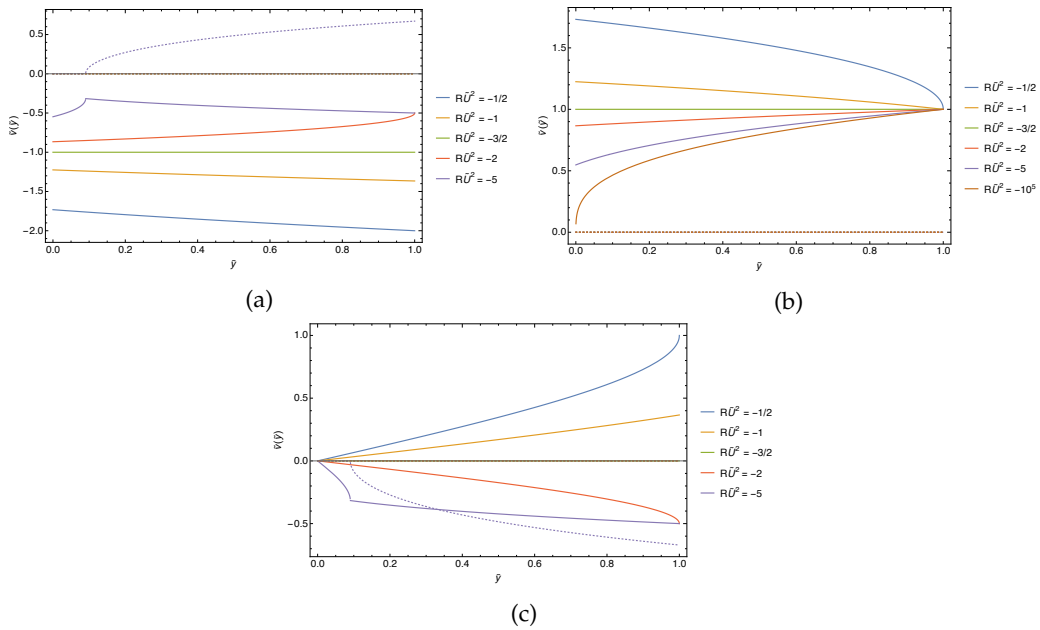 0.5
0.0
-0.5
-1.0
-1.5
-2.0
ṽ(ỹ)
0.0 0.2 0.4 0.6 0.8 1.0
ỹ
RŨ² = -1/2
RŨ² = -1
RŨ² = -3/2
RŨ² = -2
RŨ² = -5
(a)
1.5
1.0
0.5
0.0
ṽ(ỹ)
0.0 0.2 0.4 0.6 0.8 1.0
ỹ
RŨ² = -1/2
RŨ² = -1
RŨ² = -3/2
RŨ² = -2
RŨ² = -5
RŨ² = -10⁵
(b)
1.0
0.5
0.0
-0.5
ṽ(ỹ)
0.0 0.2 0.4 0.6 0.8 1.0
ỹ
RŨ² = -1/2
RŨ² = -1
RŨ² = -3/2
RŨ² = -2
RŨ² = -5
(c)